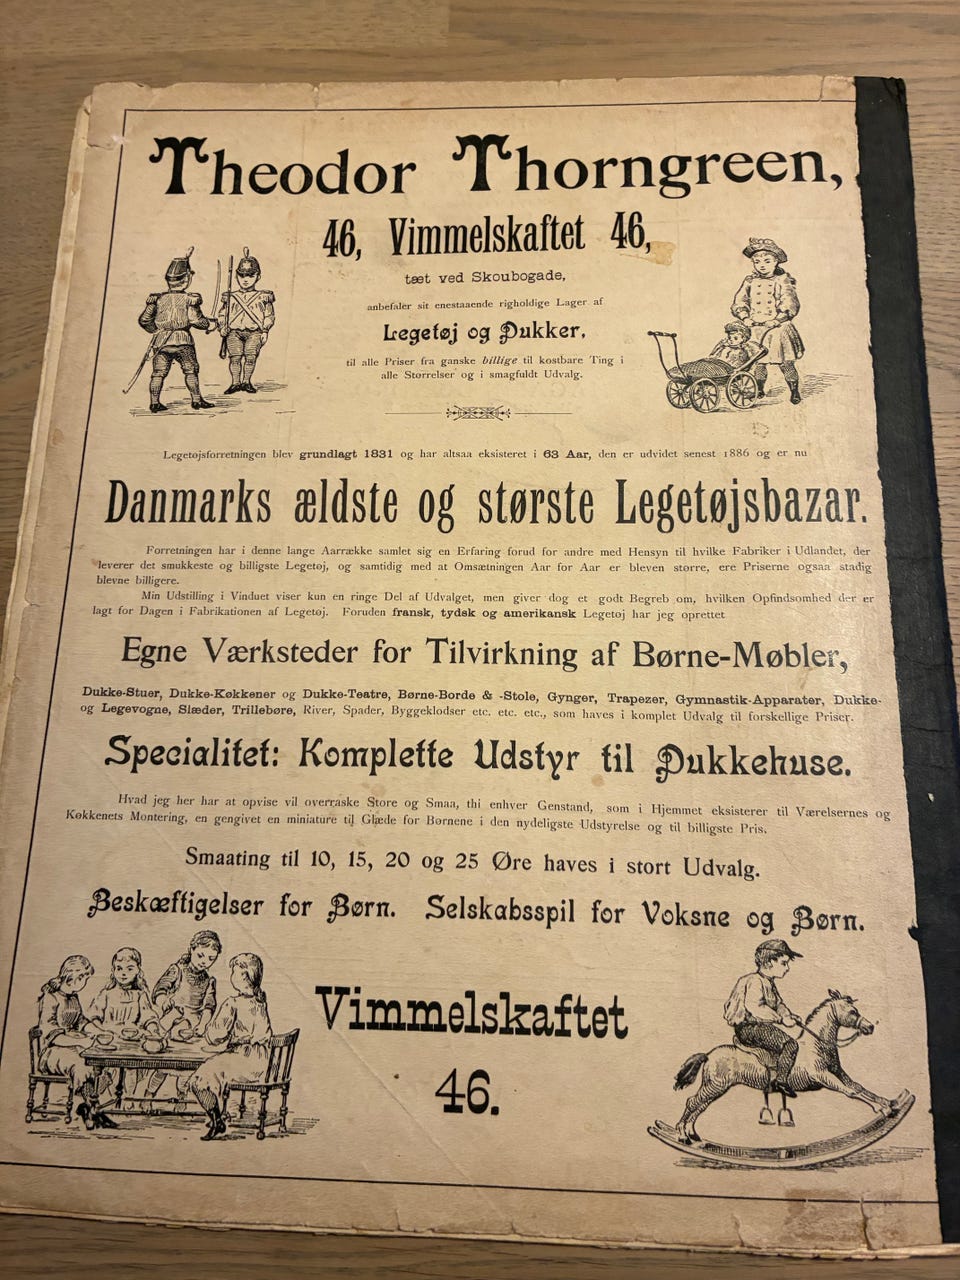 Theodor Thorngreen,
46, Vimmelskaftet 46,
tæt ved Skoubogade,
anbefaler sit enestaaende righoldige Lager af
Legetøj og Dukker,
til alle Priser fra ganske billige til kostbare Ting i
alle Størrelser og i smagfuldt Udvalg.
Legetøjsforretningen blev grundlagt 1831 og har altsaa eksisteret i 63 Aar, den er udvidet senest 1886 og er nu
Danmarks ældste og største Legetøjsbazar.
Forretningen har i denne lange Aarrække samlet sig en Erfaring forud for andre med Hensyn til hvilke Fabriker i Udlandet, der
leverer det smukkeste og billigste Legetøj, og samtidig med at Omsætningen Aar for Aar er bleven større, ere Priserne ogsaa stadig
blevne billigere.
Min Udstilling i Vinduet viser kun en ringe Del af Udvalget, men giver dog et godt Begreb om, hvilken Opfindsomhed der er
lagt for Dagen i Fabrikationen af Legetøj. Foruden fransk, tydsk og amerikansk Legetøj har jeg oprettet
Egne Værksteder for Tilvirkning af Børne-Møbler,
Dukke-Stuer, Dukke-Køkkener og Dukke-Teatre, Børne-Borde & -Stole, Gynger, Trapezer, Gymnastik-Apparater, Dukke-
og Legevogne, Slæder, Trillebøre, River, Spader, Byggeklodser etc. etc. etc., som haves i komplet Udvalg til forskellige Priser.
Specialitet: Komplette Udstyr til Dukkehuse.
Hvad jeg her har at opvise vil overraske Store og Smaa, thi enhver Genstand, som i Hjemmet eksisterer til Værelsernes og
Køkkenets Montering, en gengivet en miniature til Glæde for Børnene i den nydeligste Udstyrelse og til billigste Pris.
Smaating til 10, 15, 20 og 25 Øre haves i stort Udvalg.
Beskæftigelser for Børn. Selskabsspil for Voksne og Børn.
Vimmelskaftet
46.